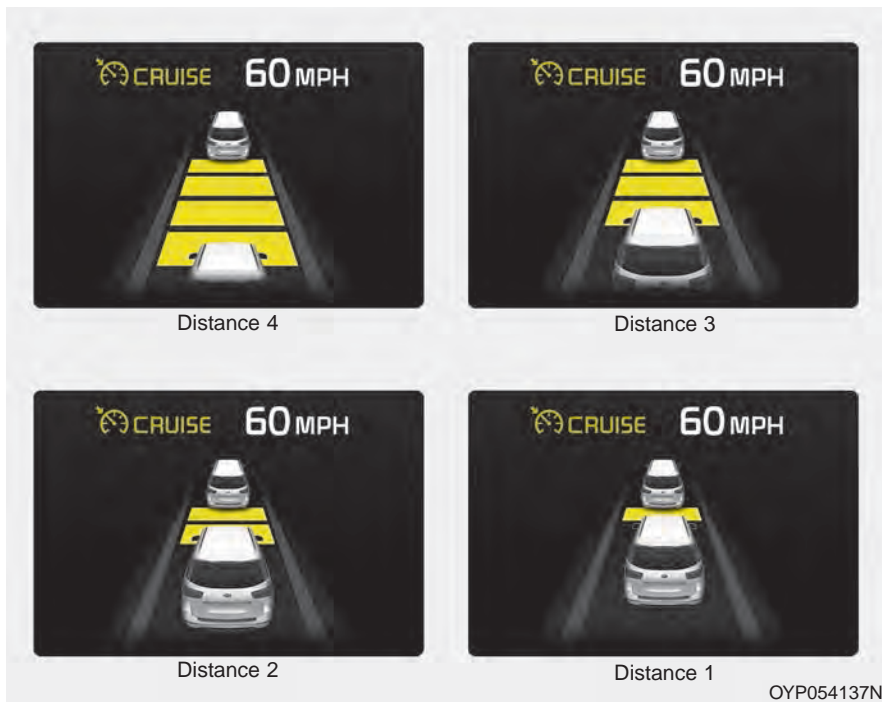 CRUISE 60 MPH
CRUISE 60 MPH
Distance 4
Distance 3
CRUISE 60 MPH
CRUISE 60 MPH
Distance 2
Distance 1
OYP054137N